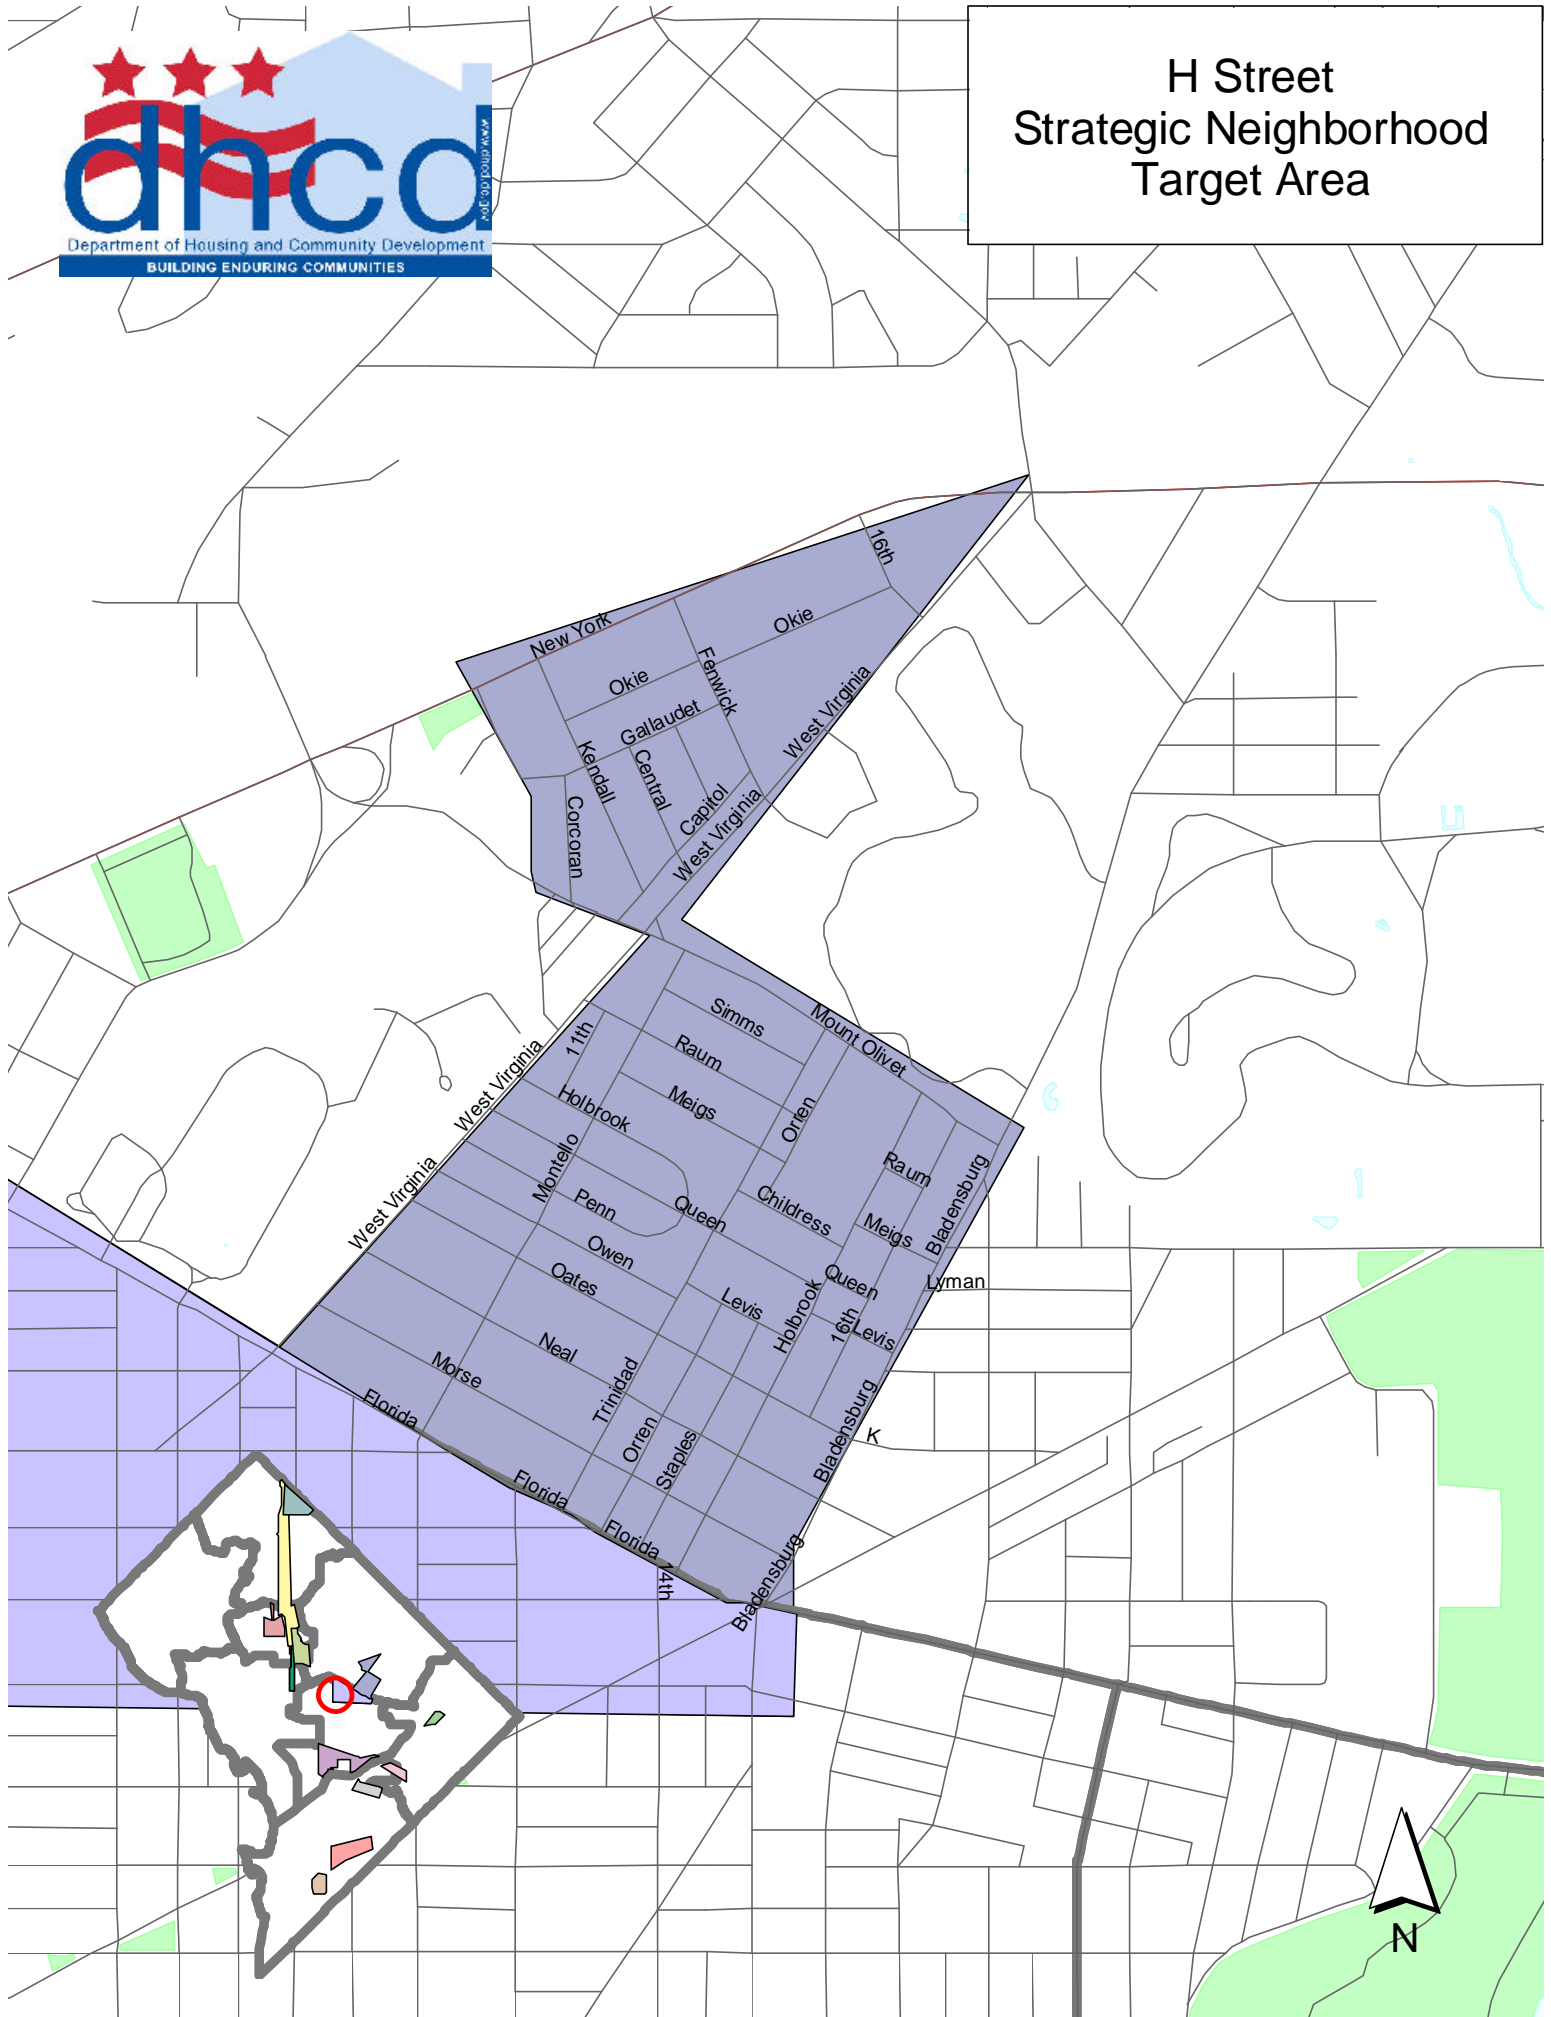 H Street
Strategic Neighborhood
Target Area
dhcd
www.dhcd.dc.gov
Department of Housing and Community Development
BUILDING ENDURING COMMUNITIES
16th
New York
Okie
Okie
Fenwick
Gallaudet
West Virginia
Kendall
Central
Capitol
West Virginia
Corcoran
Simms
Mount Olivet
11th
Raum
West Virginia
Meigs
Holbrook
Orren
Montello
Raum
Bladensburg
West Virginia
Penn
Queen
Childress
Meigs
Owen
Oates
Queen
Lyman
Levis
Holbrook
16th
Levis
Neal
Morse
Trinidad
Florida
Bladensburg
Orren
K
Staples
Florida
Florida
14th
Bladensburg
N